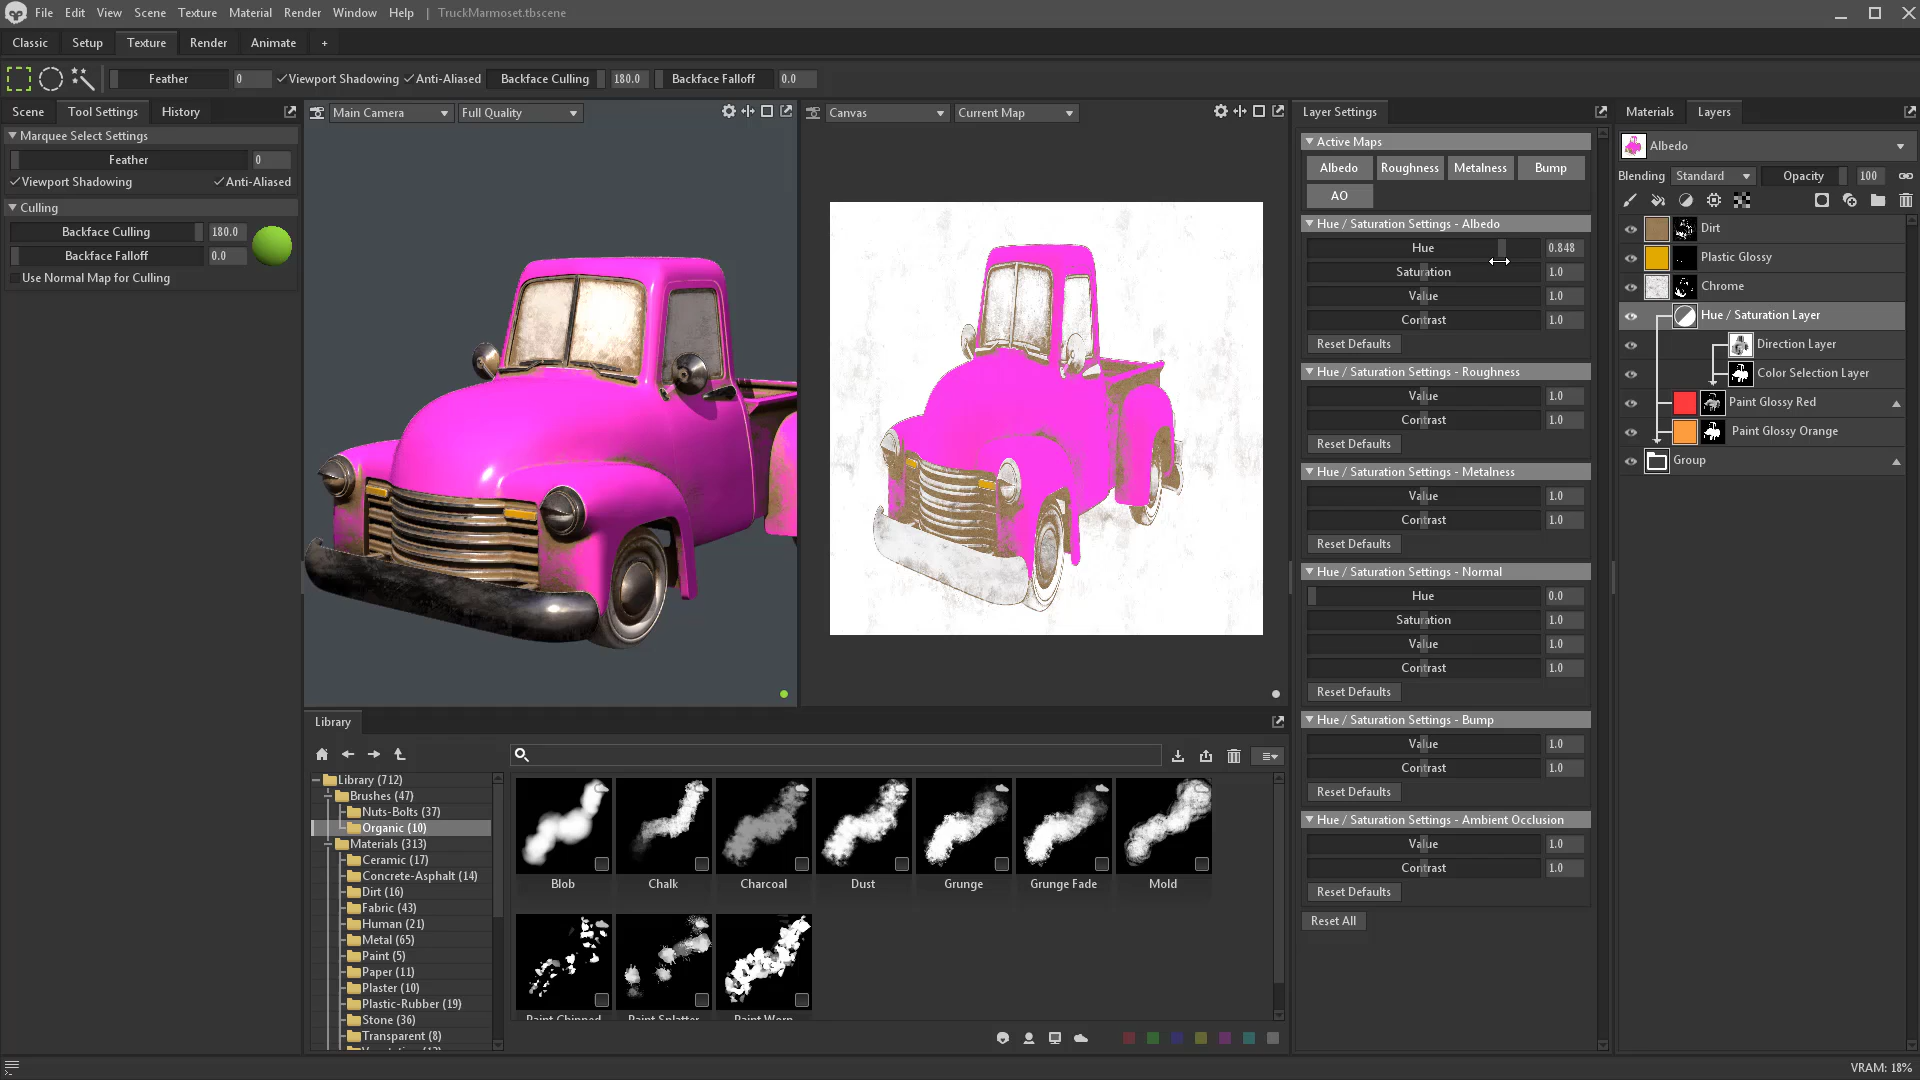 File Edit View Scene Texture Material Render Window Help | TruckMarmoset.tbscene
Classic Setup Texture Render Animate +
Feather 0 Viewport Shadowing Anti-Aliased Backface Culling 180.0 Backface Falloff 0.0
Scene Tool Settings History
Marquee Select Settings
Feather 0
Viewport Shadowing Anti-Aliased
Culling
Backface Culling 180.0
Backface Falloff 0.0
Use Normal Map for Culling
Main Camera Full Quality
Canvas Current Map
Library
Library (712)
Brushes (47)
Nuts-Bolts (37)
Organic (10)
Materials (313)
Ceramic (17)
Concrete-Asphalt (14)
Dirt (16)
Fabric (43)
Human (21)
Metal (65)
Paint (5)
Paper (11)
Plaster (10)
Plastic-Rubber (19)
Stone (36)
Transparent (8)
Blob Chalk Charcoal Dust Grunge Grunge Fade Mold
Paint Chipped Paint Splatter Paint Worn
Layer Settings
Active Maps
Albedo Roughness Metalness Bump
AO
Hue / Saturation Settings - Albedo
Hue 0.848
Saturation 1.0
Value 1.0
Contrast 1.0
Reset Defaults
Hue / Saturation Settings - Roughness
Value 1.0
Contrast 1.0
Reset Defaults
Hue / Saturation Settings - Metalness
Value 1.0
Contrast 1.0
Reset Defaults
Hue / Saturation Settings - Normal
Hue 0.0
Saturation 1.0
Value 1.0
Contrast 1.0
Reset Defaults
Hue / Saturation Settings - Bump
Value 1.0
Contrast 1.0
Reset Defaults
Hue / Saturation Settings - Ambient Occlusion
Value 1.0
Contrast 1.0
Reset Defaults
Reset All
Materials Layers
Albedo
Blending Standard Opacity 100
Dirt
Plastic Glossy
Chrome
Hue / Saturation Layer
Direction Layer
Color Selection Layer
Paint Glossy Red
Paint Glossy Orange
Group
VRAM: 18%